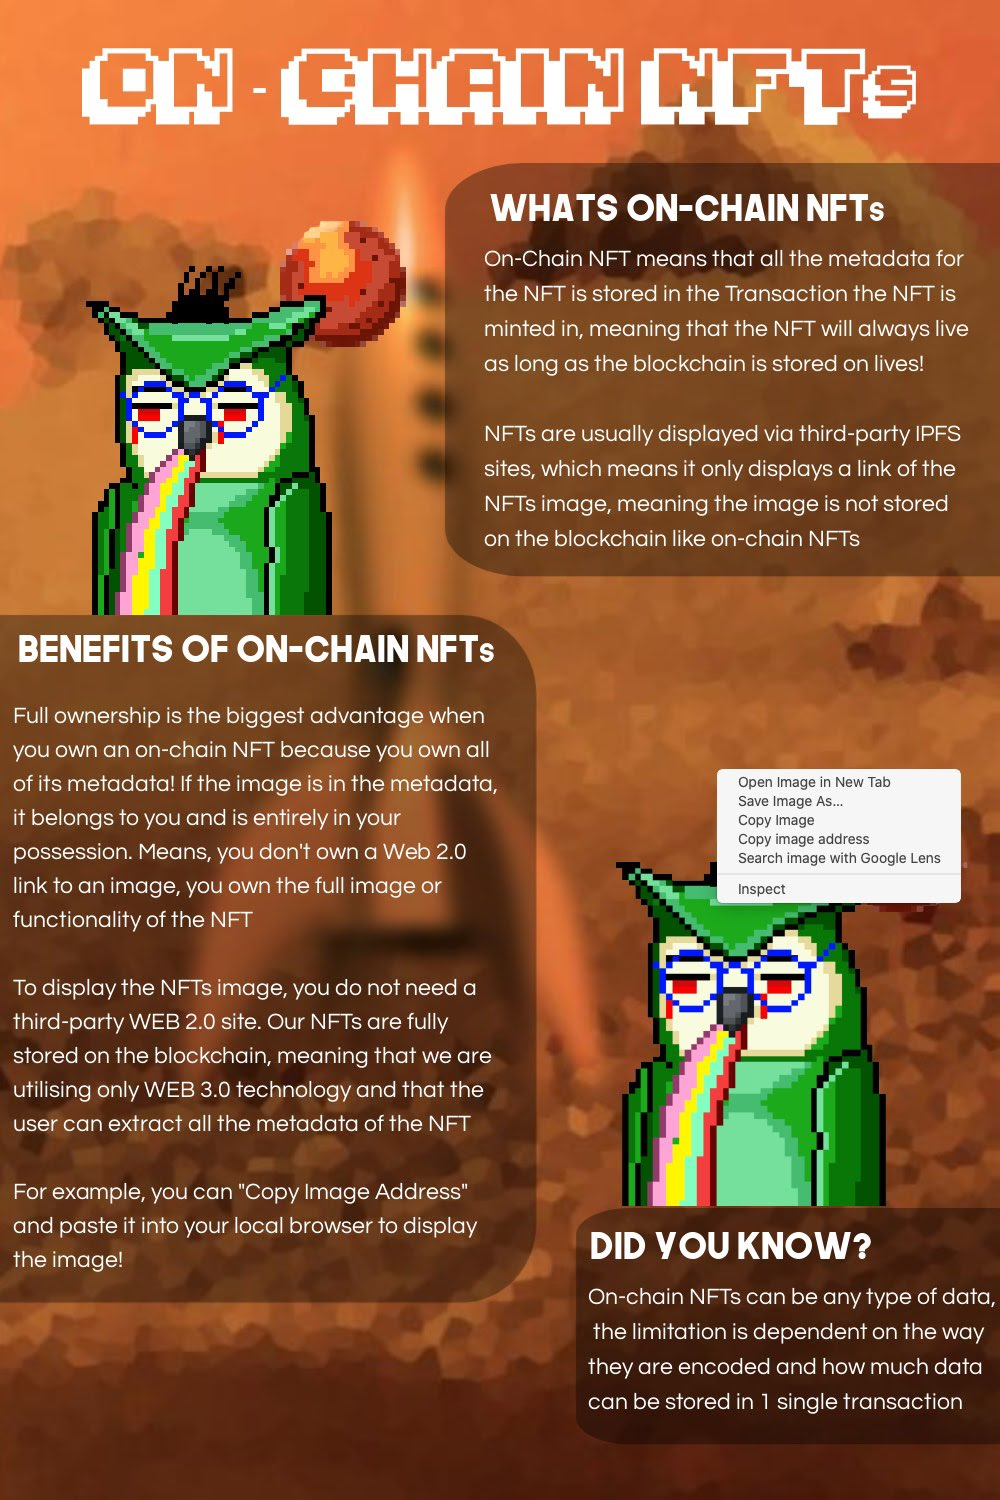 ON - CHAIN NFTs
WHATS ON-CHAIN NFTs
On-Chain NFT means that all the metadata for
the NFT is stored in the Transaction the NFT is
minted in, meaning that the NFT will always live
as long as the blockchain is stored on lives!
NFTs are usually displayed via third-party IPFS
sites, which means it only displays a link of the
NFTs image, meaning the image is not stored
on the blockchain like on-chain NFTs
BENEFITS OF ON-CHAIN NFTs
Full ownership is the biggest advantage when
you own an on-chain NFT because you own all
of its metadata! If the image is in the metadata,
it belongs to you and is entirely in your
possession. Means, you don't own a Web 2.0
link to an image, you own the full image or
functionality of the NFT
To display the NFTs image, you do not need a
third-party WEB 2.0 site. Our NFTs are fully
stored on the blockchain, meaning that we are
utilising only WEB 3.0 technology and that the
user can extract all the metadata of the NFT
For example, you can "Copy Image Address"
and paste it into your local browser to display
the image!
Open Image in New Tab
Save Image As...
Copy Image
Copy image address
Search image with Google Lens
Inspect
DID YOU KNOW?
On-chain NFTs can be any type of data,
the limitation is dependent on the way
they are encoded and how much data
can be stored in 1 single transaction